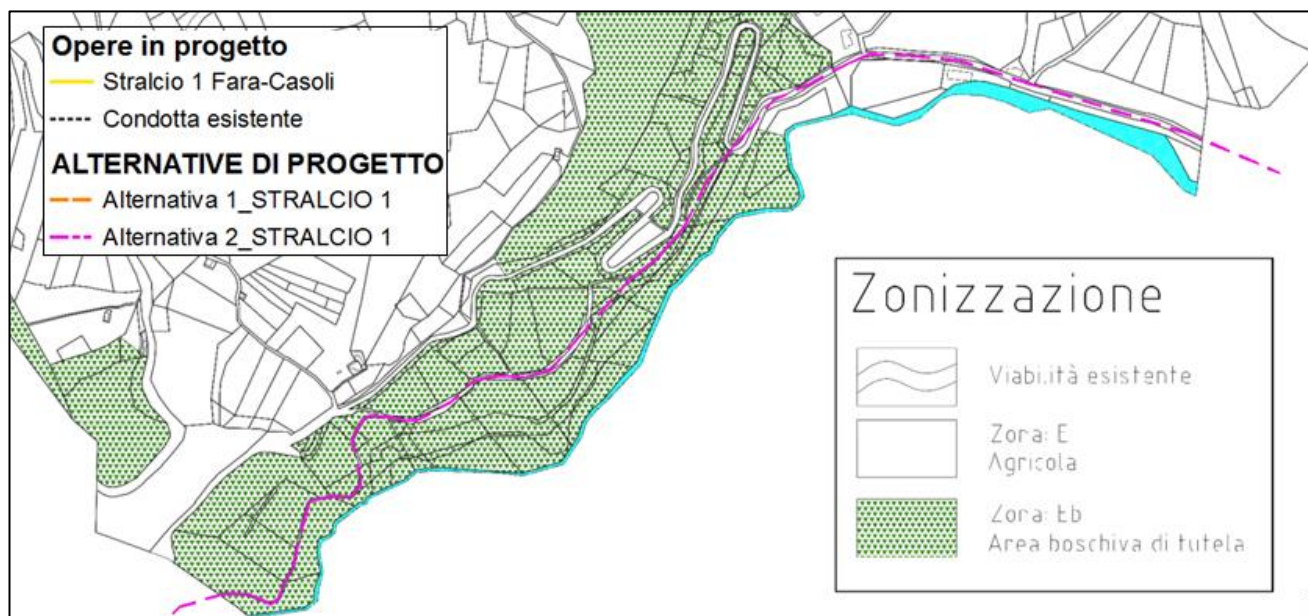 Opere in progetto
Stralcio 1 Fara-Casoli
Condotta esistente
ALTERNATIVE DI PROGETTO
Alternativa 1_STRALCIO 1
Alternativa 2_STRALCIO 1
Zonizzazione
Viabilità esistente
Zona: E
Agricola
Zona: Eb
Area boschiva di tutela